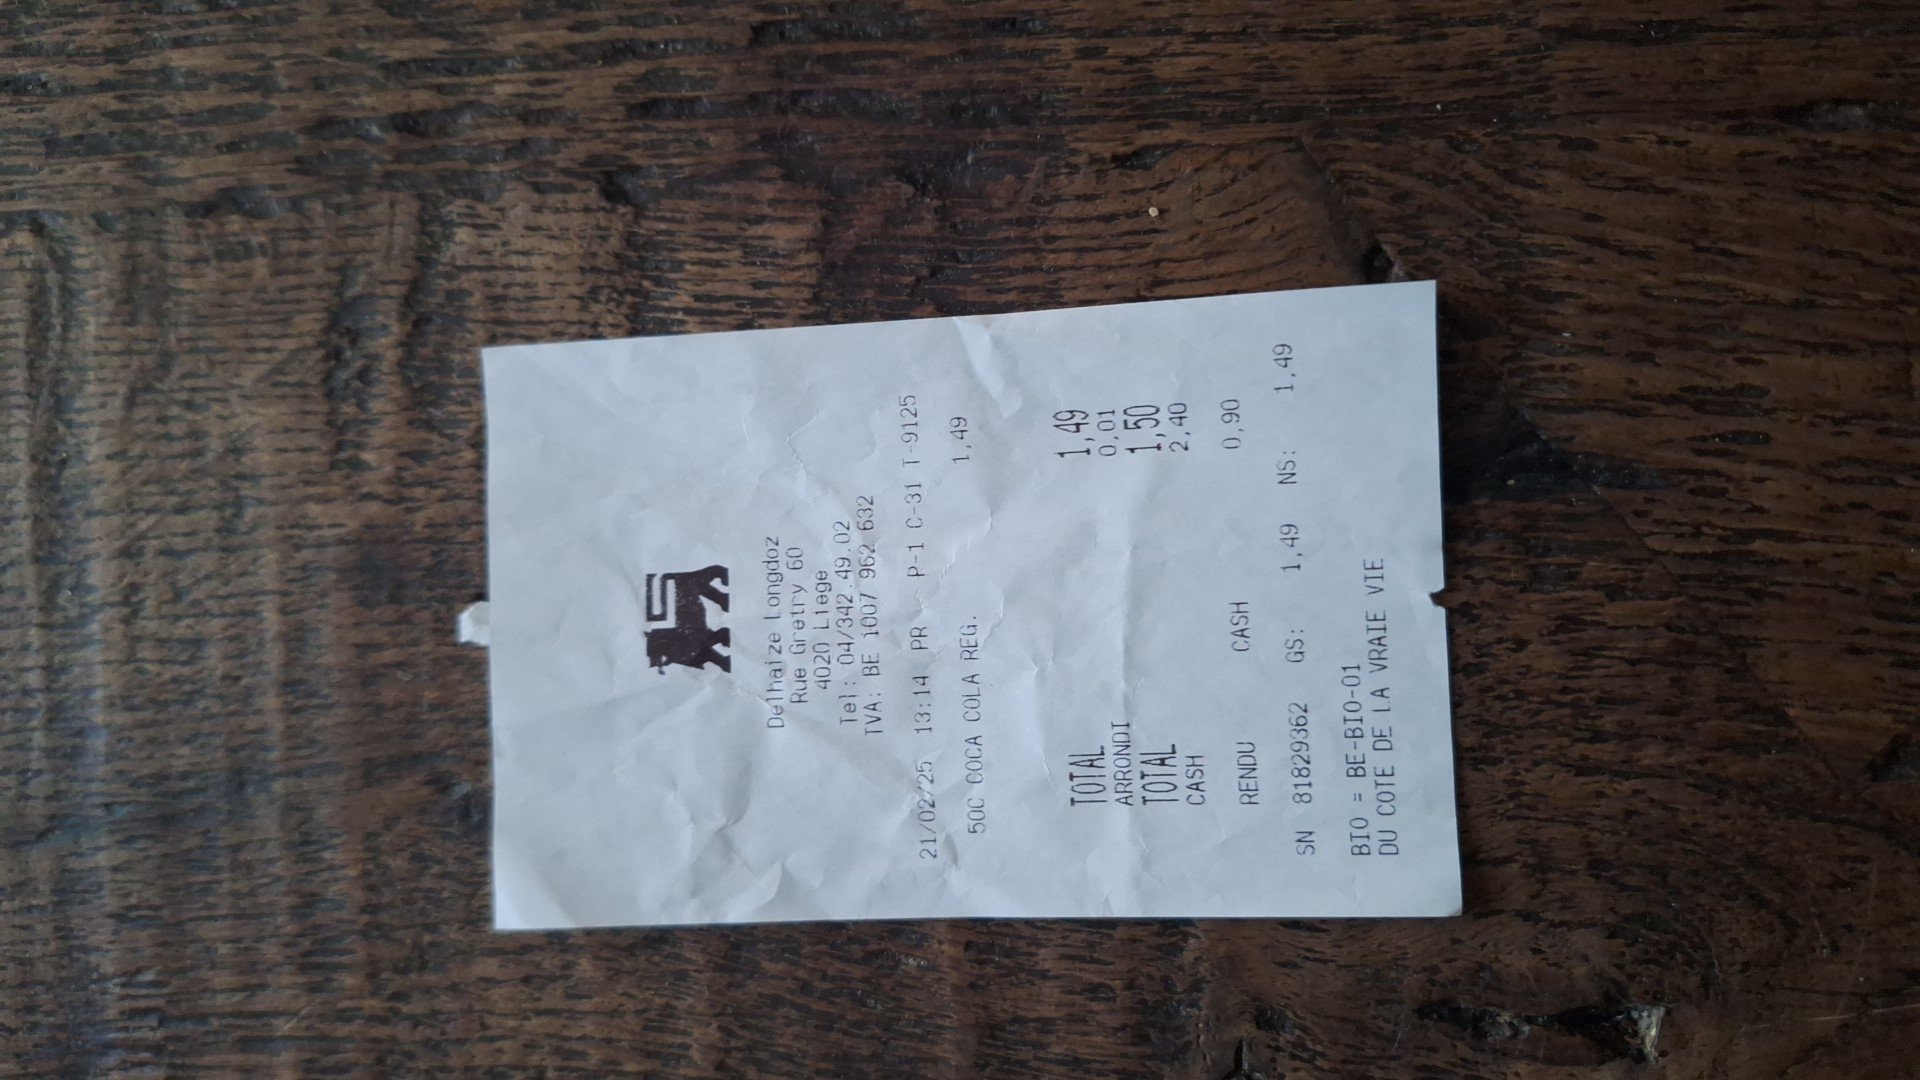 Delhaize Longdoz
Rue Gretry 60
4020 Liege
Tel: 04/342.49.02
TVA: BE 1007 962 632
21/02/25 13:14 PR P-1 C-31 T-9125
50C COCA COLA REG. 1,49
TOTAL 1,49
ARRONDI 0,01
TOTAL 1,50
CASH 2,40
RENDU CASH 0,90
SN 81829362 GS: 1,49 NS: 1,49
BIO = BE-BIO-01
DU COTE DE LA VRAIE VIE